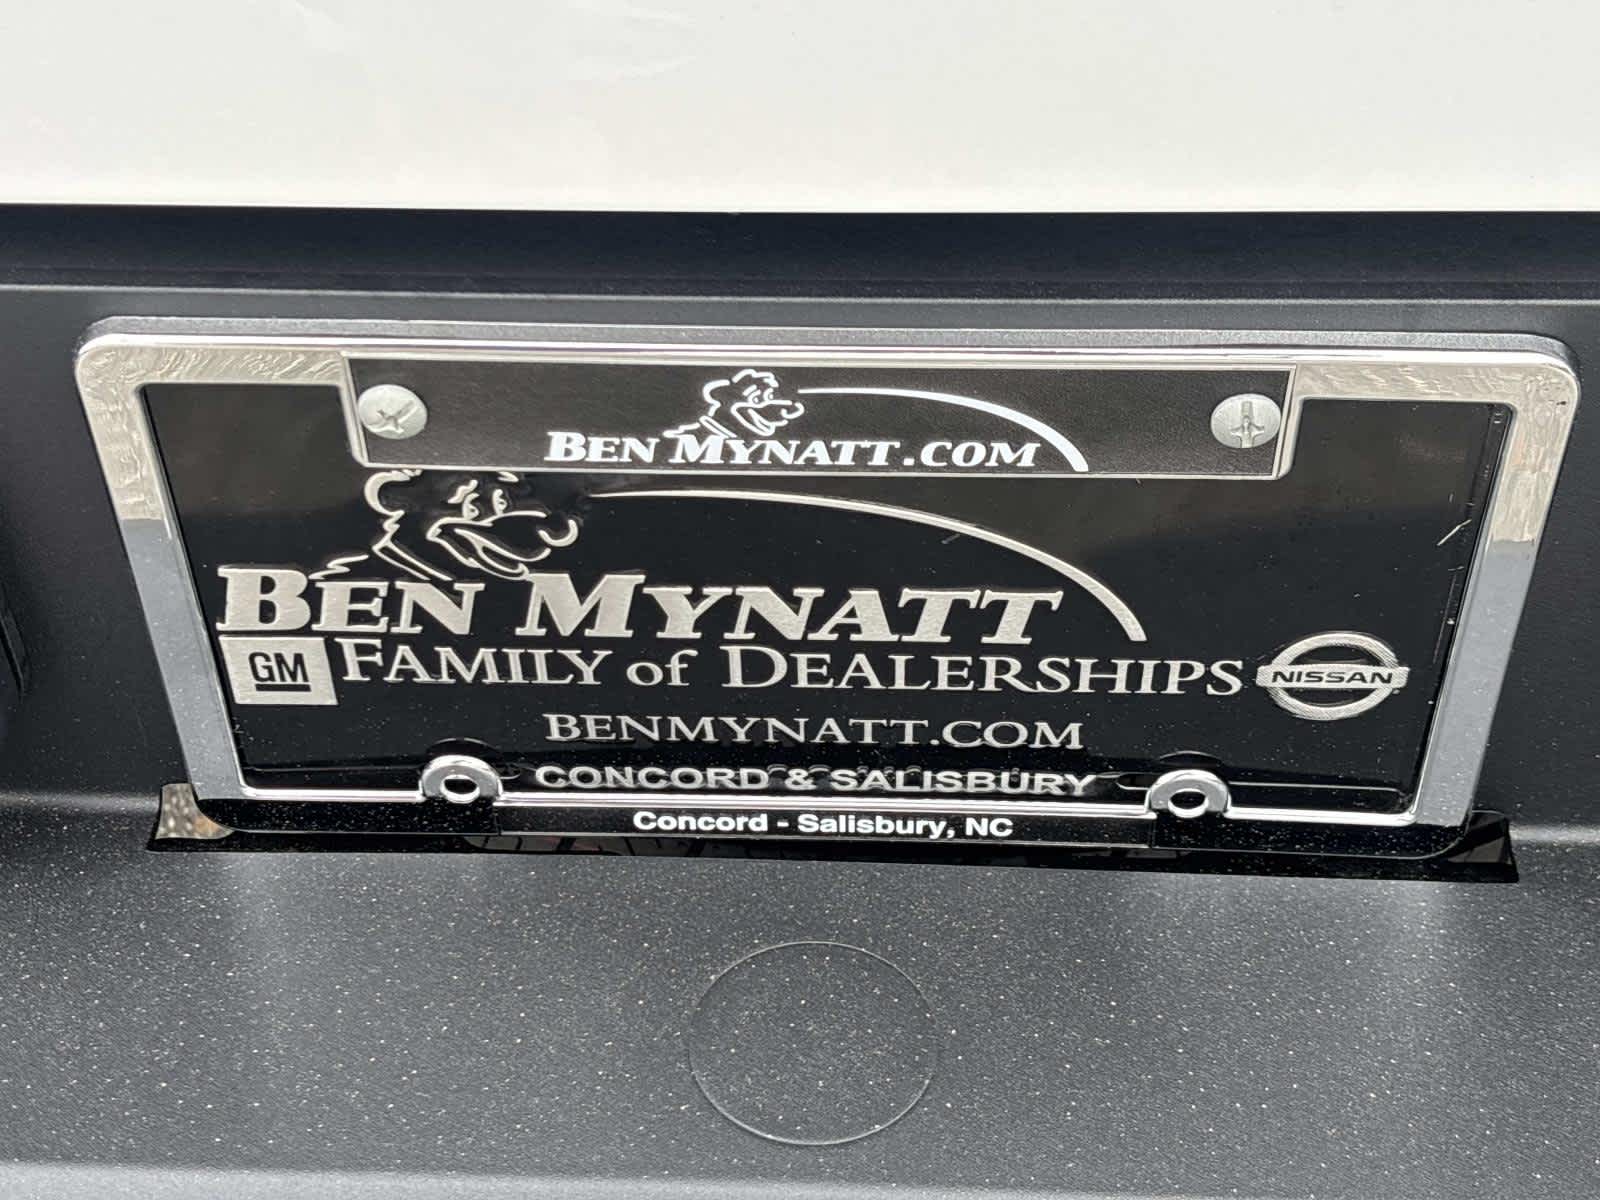 BEN MYNATT.COM
BEN MYNATT
GM FAMILY of DEALERSHIPS NISSAN
BENMYNATT.COM
CONCORD & SALISBURY
Concord - Salisbury, NC